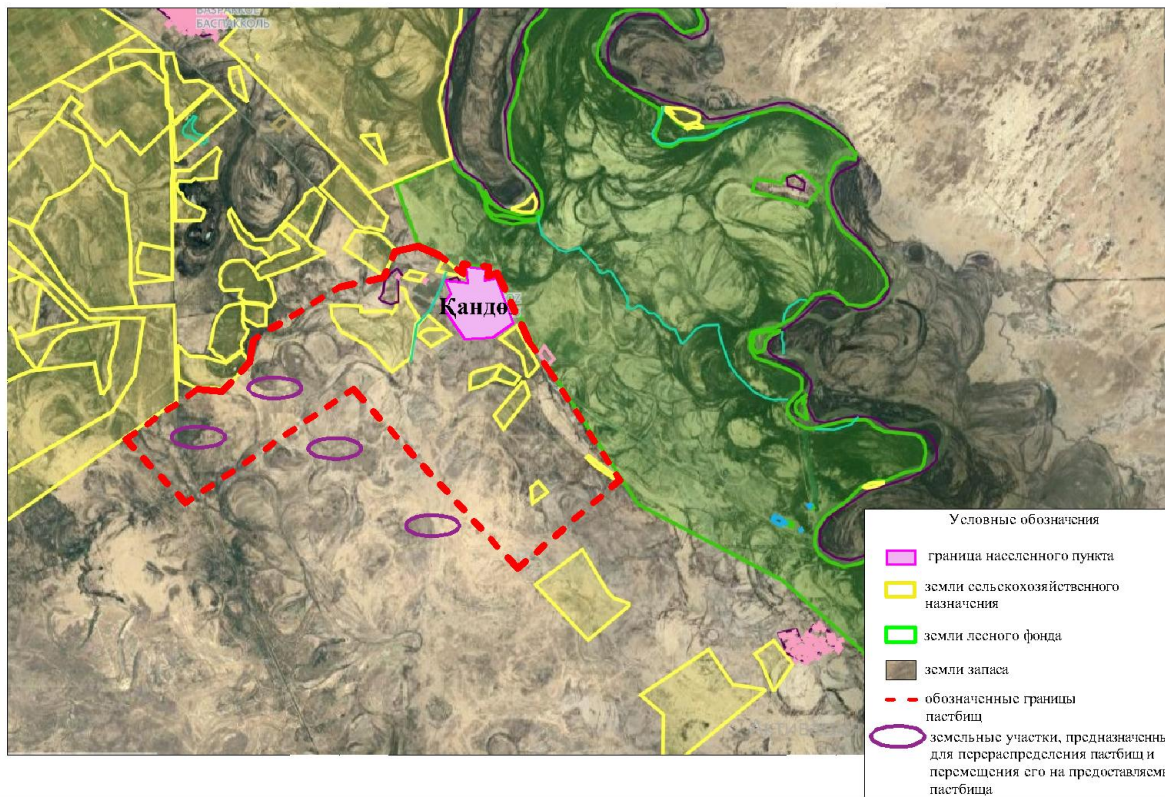 БАСПАККОЛЬ
Қандө
Условные обозначения
граница населенного пункта
земли сельскохозяйственного
назначения
земли лесного фонда
земли запаса
обозначенные границы
пастбищ
земельные участки, предназначенны
для перераспределения пастбищ и
перемещения его на предоставляемы
пастбища